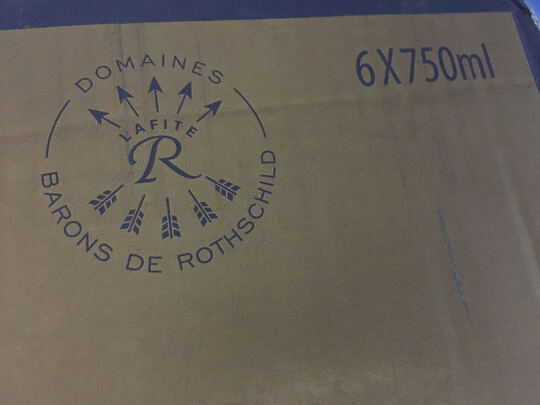 DOMAINES
LAFITE
R
BARONS DE ROTHSCHILD
6X750ml